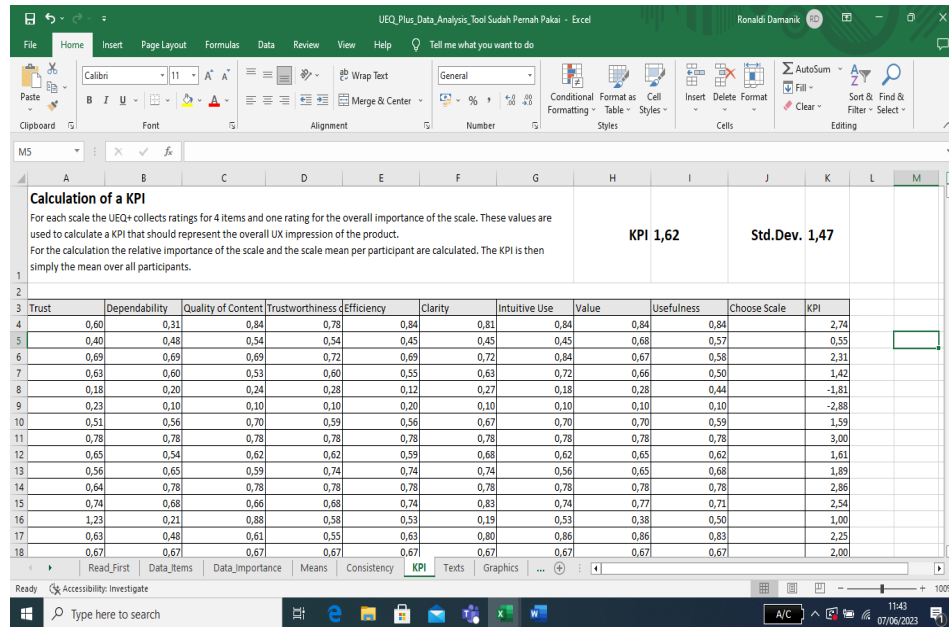 UEQ_Plus_Data_Analysis_Tool Sudah Pernah Pakai - Excel Ronaldi Damanik RD
File Home Insert Page Layout Formulas Data Review View Help Tell me what you want to do
Calibri 11 Wrap Text General AutoSum
Fill
Paste B I U Merge & Center % Conditional Format as Cell Insert Delete Format Clear Sort & Find &
Formatting Table Styles Filter Select
Clipboard Font Alignment Number Styles Cells Editing
M5 fx
A B C D E F G H I J K L M
Calculation of a KPI
For each scale the UEQ+ collects ratings for 4 items and one rating for the overall importance of the scale. These values are
used to calculate a KPI that should represent the overall UX impression of the product.
KPI 1,62 Std.Dev. 1,47
For the calculation the relative importance of the scale and the scale mean per participant are calculated. The KPI is then
1 simply the mean over all participants.
2
3 Trust Dependability Quality of Content Trustworthiness o Efficiency Clarity Intuitive Use Value Usefulness Choose Scale KPI
4 0,60 0,31 0,84 0,78 0,84 0,81 0,84 0,84 0,84 2,74
5 0,40 0,48 0,54 0,54 0,45 0,45 0,45 0,68 0,57 0,55
6 0,69 0,69 0,69 0,72 0,69 0,72 0,84 0,67 0,58 2,31
7 0,63 0,60 0,53 0,60 0,55 0,63 0,72 0,66 0,50 1,42
8 0,18 0,20 0,24 0,28 0,12 0,27 0,18 0,28 0,44 -1,81
9 0,23 0,10 0,10 0,10 0,20 0,10 0,10 0,10 0,10 -2,88
10 0,51 0,56 0,70 0,59 0,56 0,67 0,70 0,70 0,59 1,59
11 0,78 0,78 0,78 0,78 0,78 0,78 0,78 0,78 0,78 3,00
12 0,65 0,54 0,62 0,62 0,59 0,68 0,62 0,65 0,62 1,61
13 0,56 0,65 0,59 0,74 0,74 0,74 0,56 0,65 0,68 1,89
14 0,64 0,78 0,78 0,78 0,78 0,78 0,78 0,78 0,78 2,86
15 0,74 0,68 0,66 0,68 0,74 0,83 0,74 0,77 0,71 2,54
16 1,23 0,21 0,88 0,58 0,53 0,19 0,53 0,38 0,50 1,00
17 0,63 0,48 0,61 0,55 0,63 0,80 0,86 0,86 0,83 2,25
18 0,67 0,67 0,67 0,67 0,67 0,67 0,67 0,67 0,67 2,00
Read_First Data_Items Data_Importance Means Consistency KPI Texts Graphics ...
Ready Accessibility: Investigate 100%
Type here to search A/C 11:43
07/06/2023